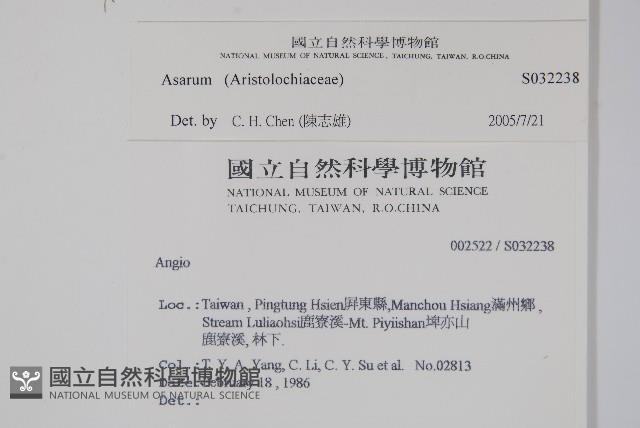 國立自然科學博物館
NATIONAL MUSEUM OF NATURAL SCIENCE, TAICHUNG, TAIWAN, R.O.CHINA
Asarum (Aristolochiaceae) S032238
Det. by C. H. Chen (陳志雄) 2005/7/21
國立自然科學博物館
NATIONAL MUSEUM OF NATURAL SCIENCE
TAICHUNG, TAIWAN, R.O.CHINA
002522 / S032238
Angio
Loc.:Taiwan , Pingtung Hsien屏東縣,Manchou Hsiang滿州鄉 ,
Stream Luliaohsi鹿寮溪-Mt. Piyiishan埤亦山
鹿寮溪, 林下.
Col.:T. Y. A. Yang, C. Li, C. Y. Su et al. No.02813
Date:February 18 , 1986
Det.:
國立自然科學博物館
NATIONAL MUSEUM OF NATURAL SCIENCE